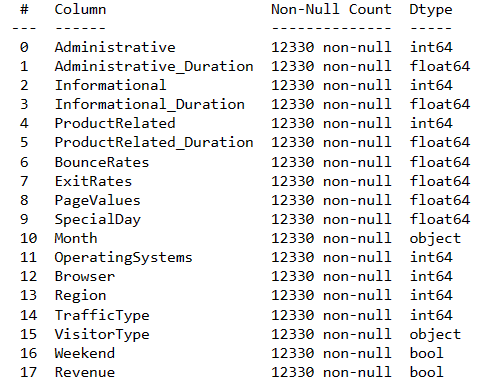 #   Column                   Non-Null Count  Dtype
---  ------                   --------------  -----
 0   Administrative           12330 non-null  int64
 1   Administrative_Duration  12330 non-null  float64
 2   Informational            12330 non-null  int64
 3   Informational_Duration   12330 non-null  float64
 4   ProductRelated           12330 non-null  int64
 5   ProductRelated_Duration  12330 non-null  float64
 6   BounceRates              12330 non-null  float64
 7   ExitRates                12330 non-null  float64
 8   PageValues               12330 non-null  float64
 9   SpecialDay               12330 non-null  float64
 10  Month                    12330 non-null  object
 11  OperatingSystems         12330 non-null  int64
 12  Browser                  12330 non-null  int64
 13  Region                   12330 non-null  int64
 14  TrafficType              12330 non-null  int64
 15  VisitorType              12330 non-null  object
 16  Weekend                  12330 non-null  bool
 17  Revenue                  12330 non-null  bool